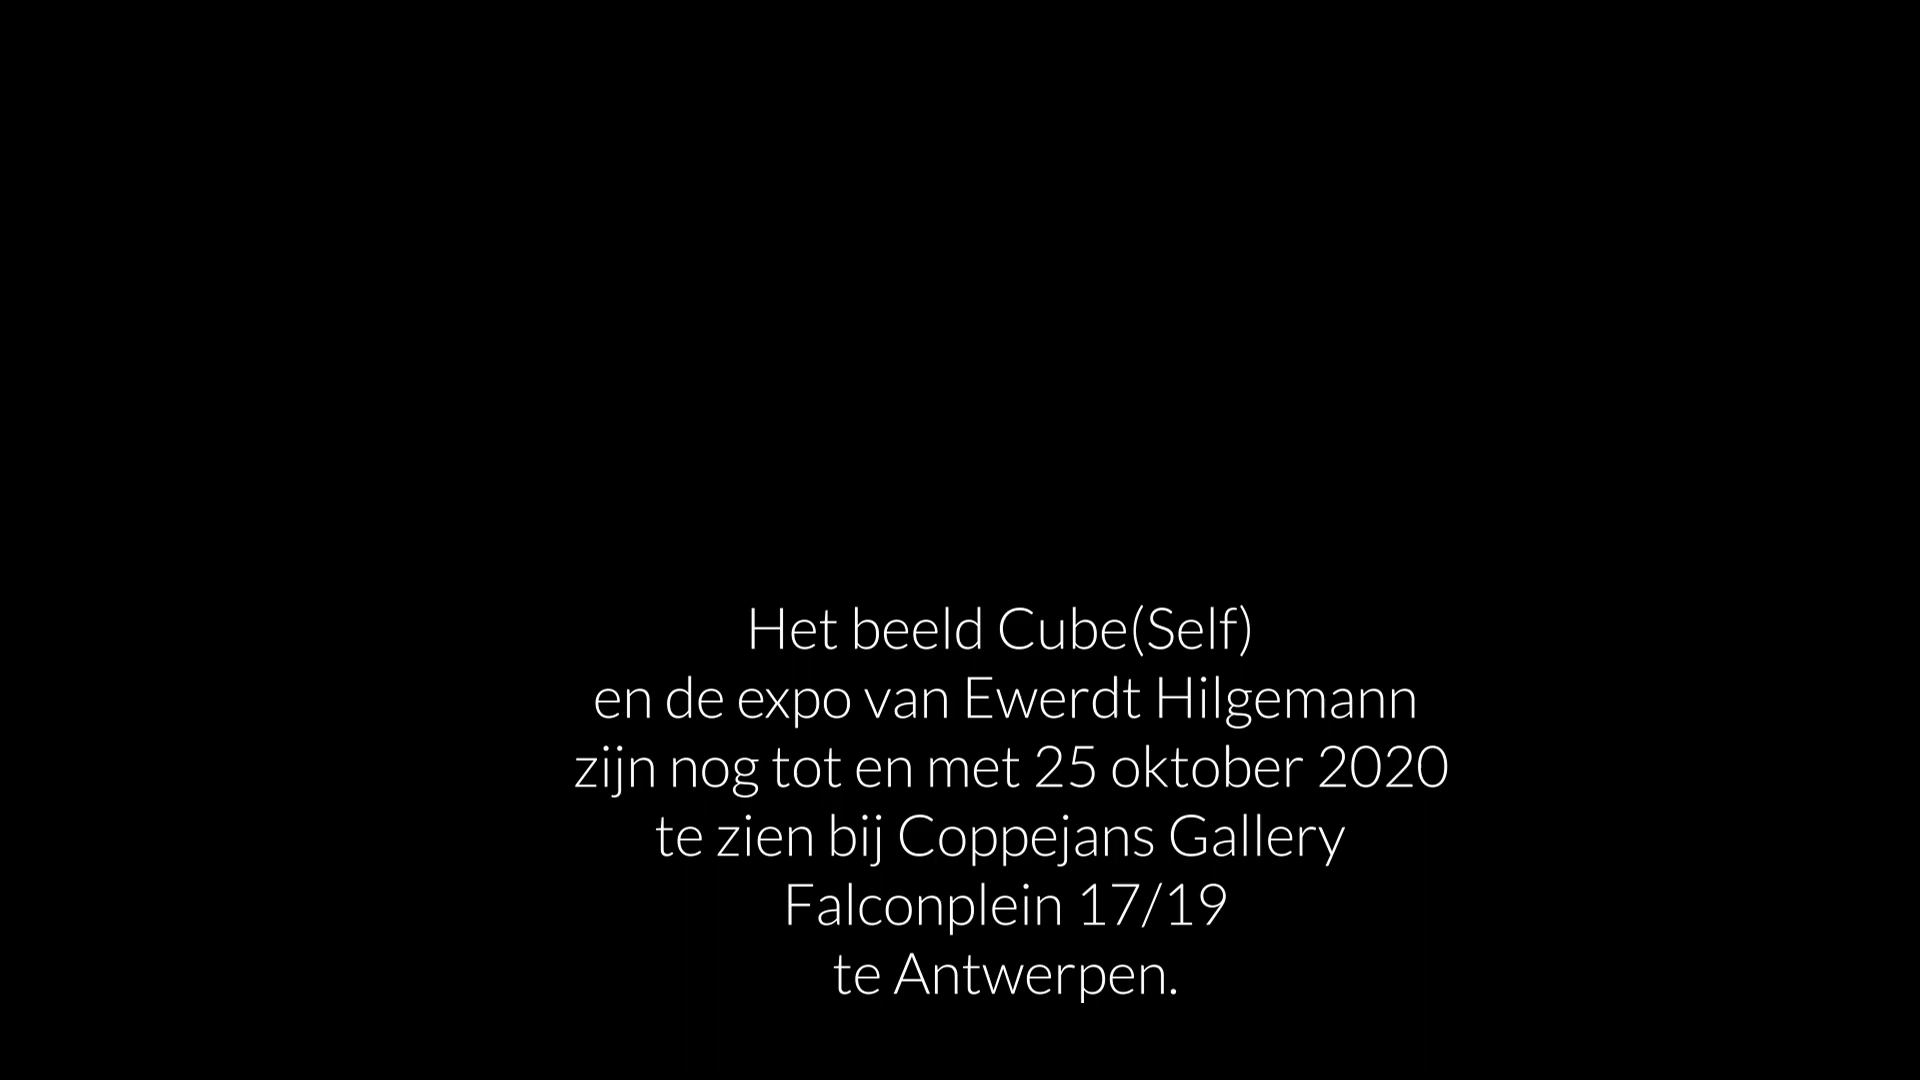 Het beeld Cube(Self)
en de expo van Ewerdt Hilgemann
zijn nog tot en met 25 oktober 2020
te zien bij Coppejans Gallery
Falconplein 17/19
te Antwerpen.